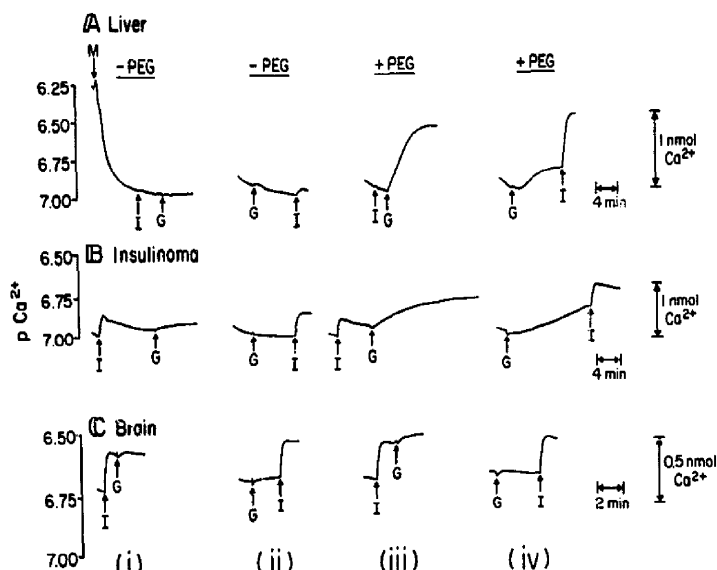 A Liver
M
- PEG - PEG + PEG + PEG
6.25
6.50
6.75
7.00
I G G I I G G I
1 nmol
Ca2+
4 min
B Insulinoma
6.50
6.75
7.00
I G G I I G G I
1 nmol
Ca2+
4 min
p Ca2+
C Brain
6.50
6.75
7.00
I G G I I G G I
0.5 nmol
Ca2+
2 min
(i) (ii) (iii) (iv)